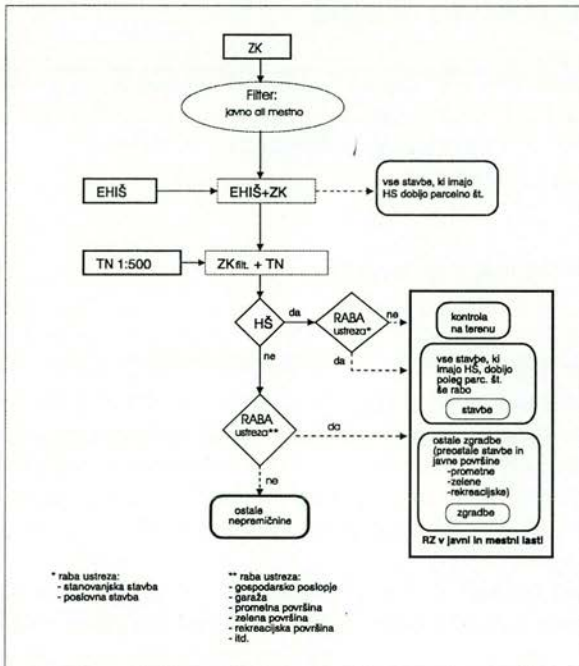 ZK
Filter:
javno ali mestno
EHIŠ
EHIŠ+ZK
vse stavbe, ki imajo
HS dobijo parcelno št.
TN 1:500
ZKfilt. + TN
HŠ
da
RABA
ustreza*
ne
kontrola
na terenu
ne
da
vse stavbe, ki
imajo HŠ, dobijo
poleg parc. št.
še rabo
stavbe
RABA
ustreza**
da
ostale zgradbe
(preostale stavbe in
javne površine
-prometne
-zelene
-rekreacijske)
zgradbe
ne
ostale
nepremičnine
RZ v javni in mestni lasti
* raba ustreza:
- stanovanjska stavba
- poslovna stavba
** raba ustreza:
- gospodarsko poslopje
- garaža
- prometna površina
- zelena površina
- rekreacijska površina
- itd.